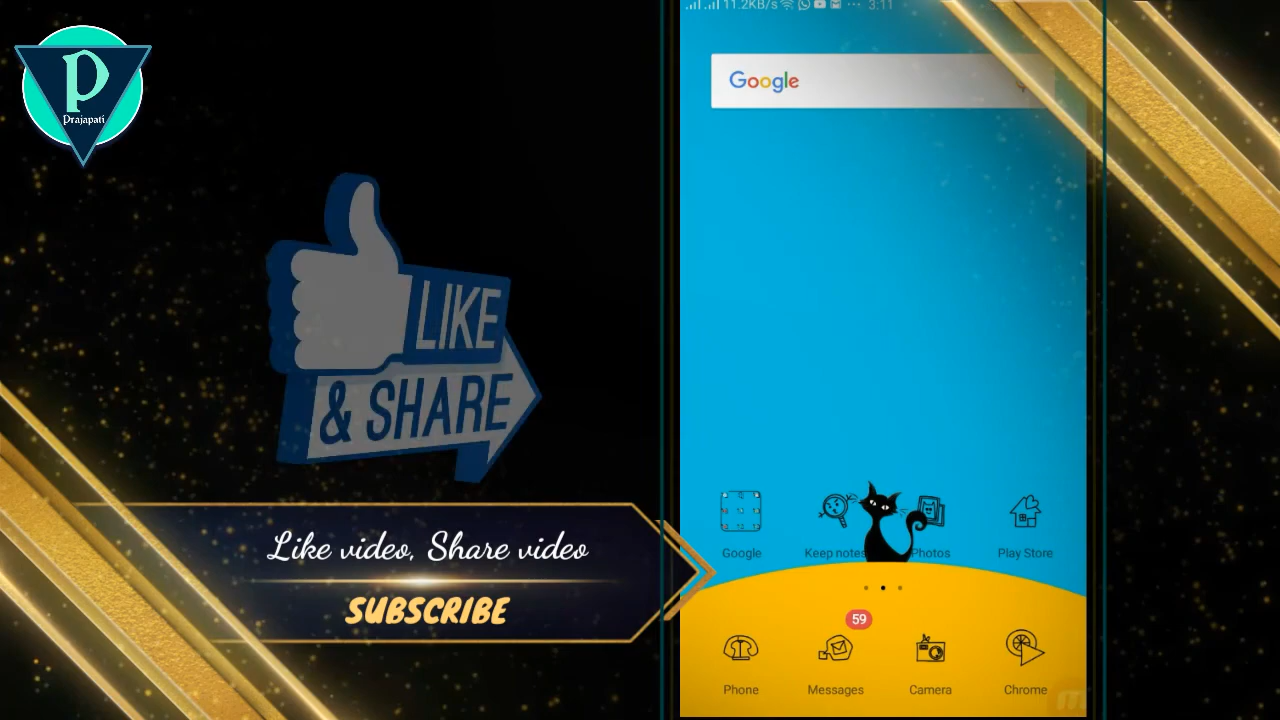 P
Prajapati
LIKE
& SHARE
Like video, Share video
SUBSCRIBE
11.2KB/s ··· 3:11
Google
Google
Keep notes
Photos
Play Store
59
Phone
Messages
Camera
Chrome